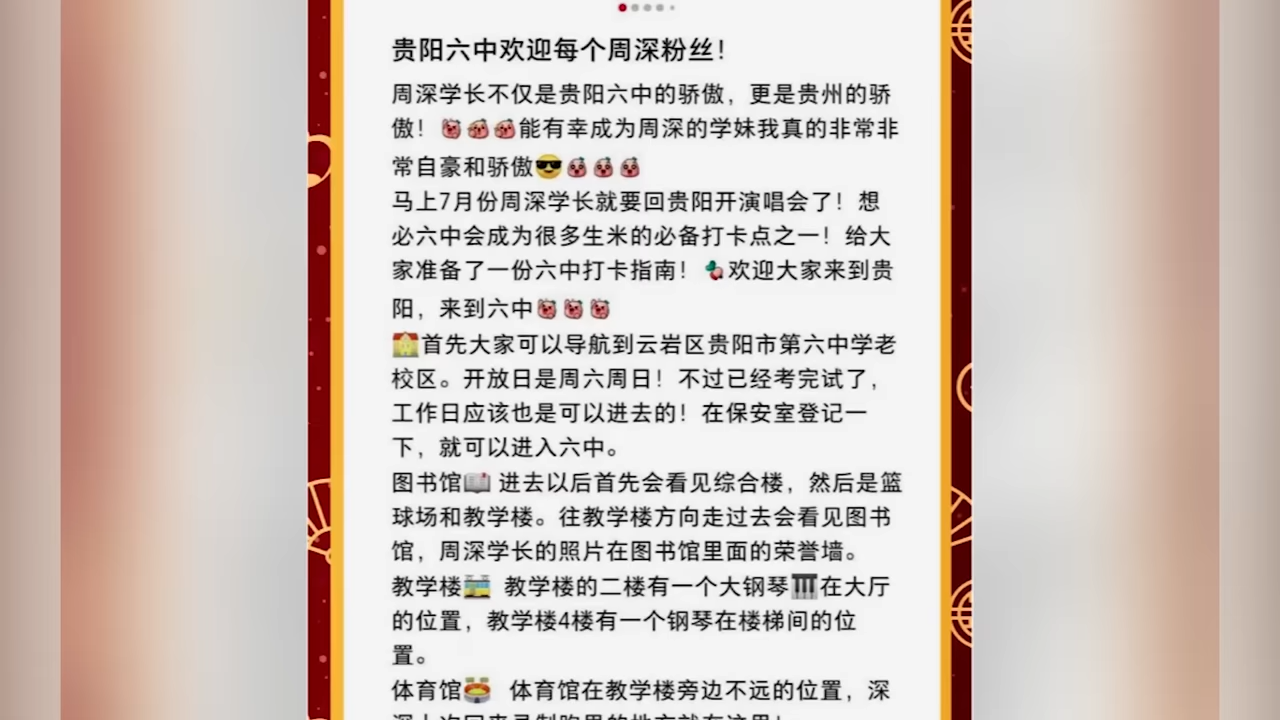 贵阳六中欢迎每个周深粉丝！
周深学长不仅是贵阳六中的骄傲，更是贵州的骄
傲！能有幸成为周深的学妹我真的非常非
常自豪和骄傲
马上7月份周深学长就要回贵阳开演唱会了！想
必六中会成为很多生米的必备打卡点之一！给大
家准备了一份六中打卡指南！欢迎大家来到贵
阳，来到六中
首先大家可以导航到云岩区贵阳市第六中学老
校区。开放日是周六周日！不过已经考完试了，
工作日应该也是可以进去的！在保安室登记一
下，就可以进入六中。
图书馆 进去以后首先会看见综合楼，然后是篮
球场和教学楼。往教学楼方向走过去会看见图书
馆，周深学长的照片在图书馆里面的荣誉墙。
教学楼 教学楼的二楼有一个大钢琴在大厅
的位置，教学楼4楼有一个钢琴在楼梯间的位
置。
体育馆 体育馆在教学楼旁边不远的位置，深